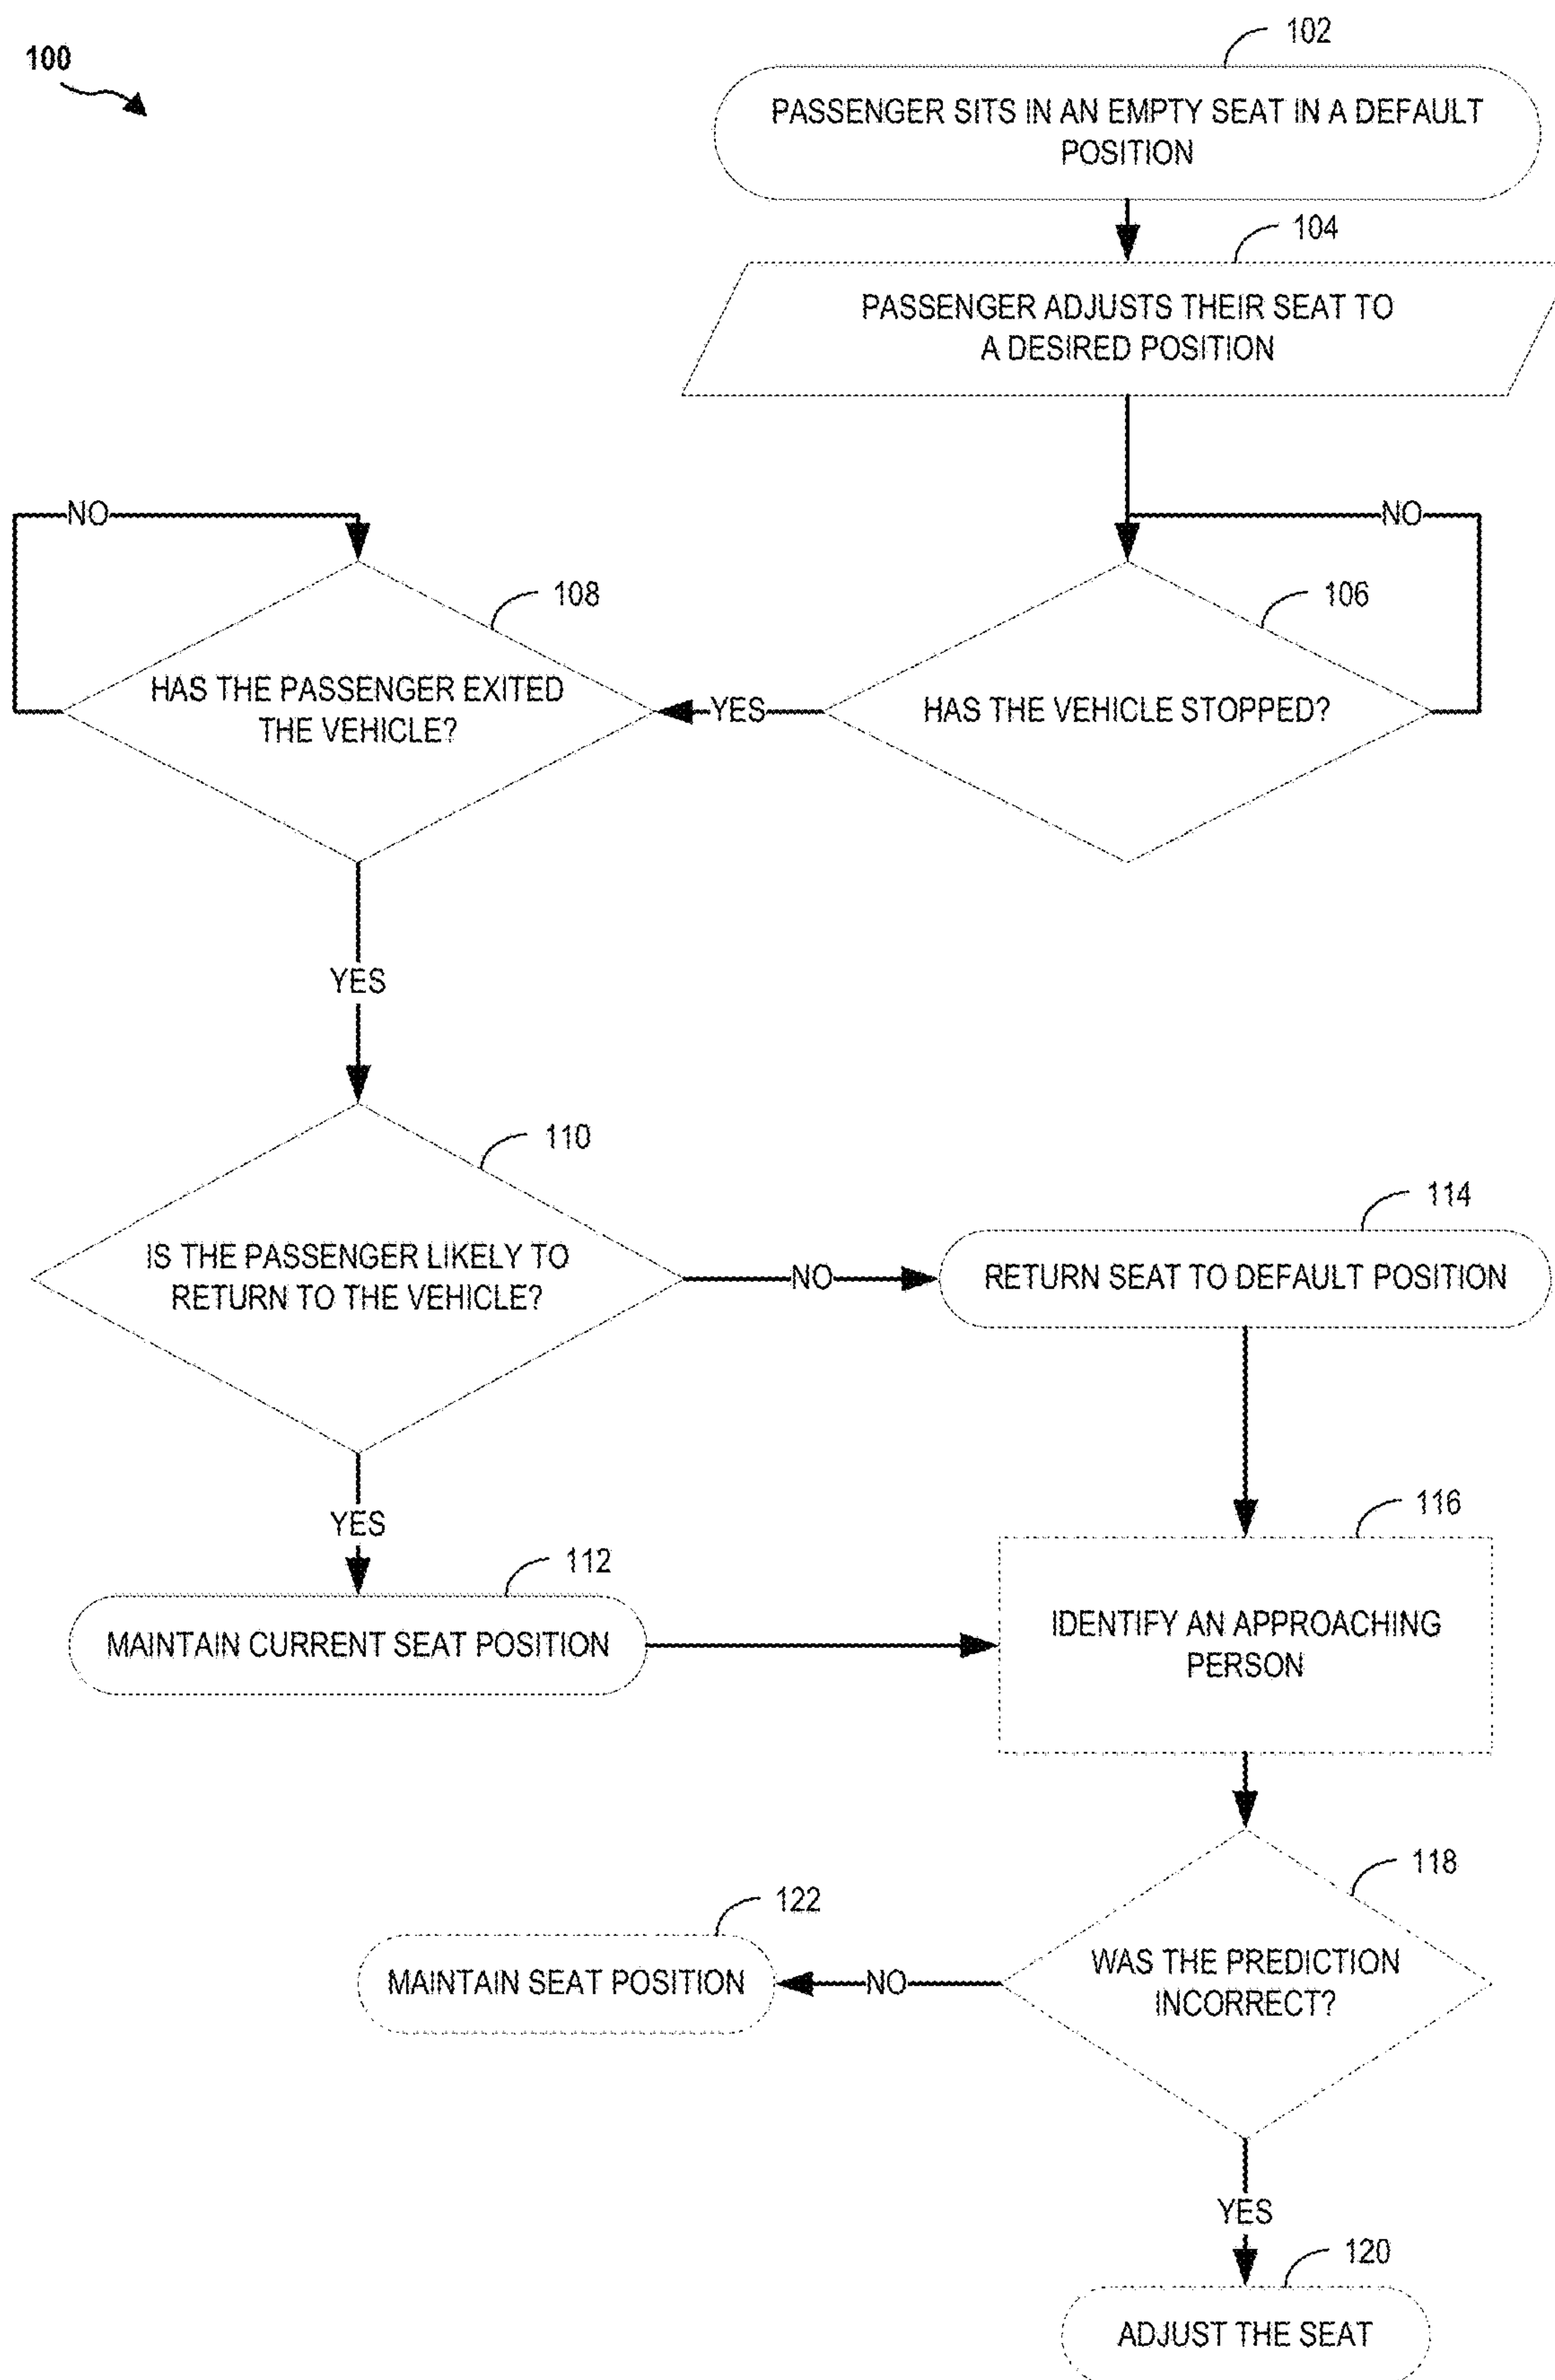 100
102
PASSENGER SITS IN AN EMPTY SEAT IN A DEFAULT
POSITION
104
PASSENGER ADJUSTS THEIR SEAT TO
A DESIRED POSITION
NO
NO
108
106
HAS THE PASSENGER EXITED
THE VEHICLE?
YES
HAS THE VEHICLE STOPPED?
YES
110
IS THE PASSENGER LIKELY TO
RETURN TO THE VEHICLE?
NO
114
RETURN SEAT TO DEFAULT POSITION
YES
112
MAINTAIN CURRENT SEAT POSITION
116
IDENTIFY AN APPROACHING
PERSON
118
WAS THE PREDICTION
INCORRECT?
NO
122
MAINTAIN SEAT POSITION
YES
120
ADJUST THE SEAT